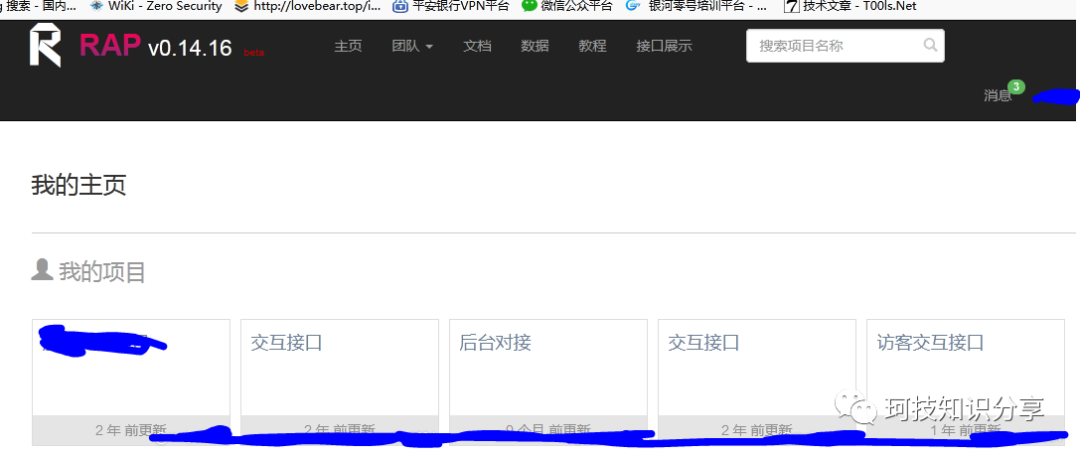 搜索 - 国内... WiKi - Zero Security http://lovebear.top/i... 平安银行VPN平台 微信公众平台 银河零号培训平台 - ... 技术文章 - T00ls.Net
RAP v0.14.16 beta 主页 团队 文档 数据 教程 接口展示 搜索项目名称
消息 3
我的主页
我的项目
交互接口 后台对接 交互接口 访客交互接口
珂技知识分享
2 年 前更新 2 年 前更新 9 个月 前更新 2 年 前更新 1 年 前更新